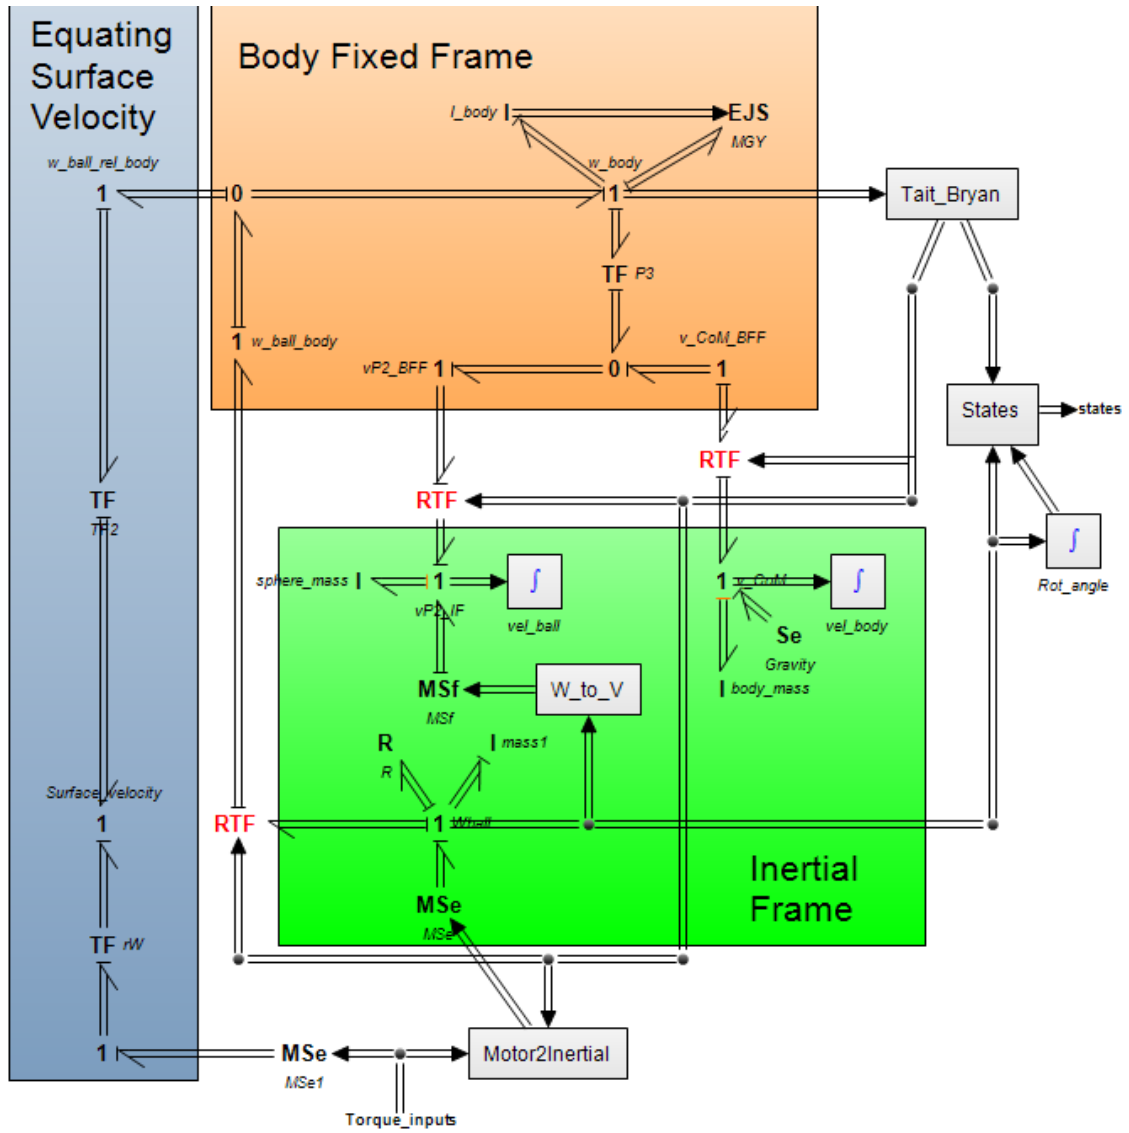 Equating
Surface
Velocity
Body Fixed Frame
I_body I
EJS
MGY
w_ball_rel_body
w_body
1
0
1
Tait_Bryan
TF P3
1 w_ball_body
v_CoM_BFF
vP2_BFF 1
0
1
States
states
RTF
TF
TF2
RTF
∫
Rot_angle
sphere_mass I
1
vP2_IF
∫
vel_ball
1 v_CoM
∫
vel_body
Se
Gravity
MSf
MSf
W_to_V
I body_mass
R
R
I mass1
Surface_velocity
1
RTF
1 Wball
Inertial
Frame
MSe
MSe
TF rW
1
MSe
MSe1
Motor2Inertial
Torque_inputs